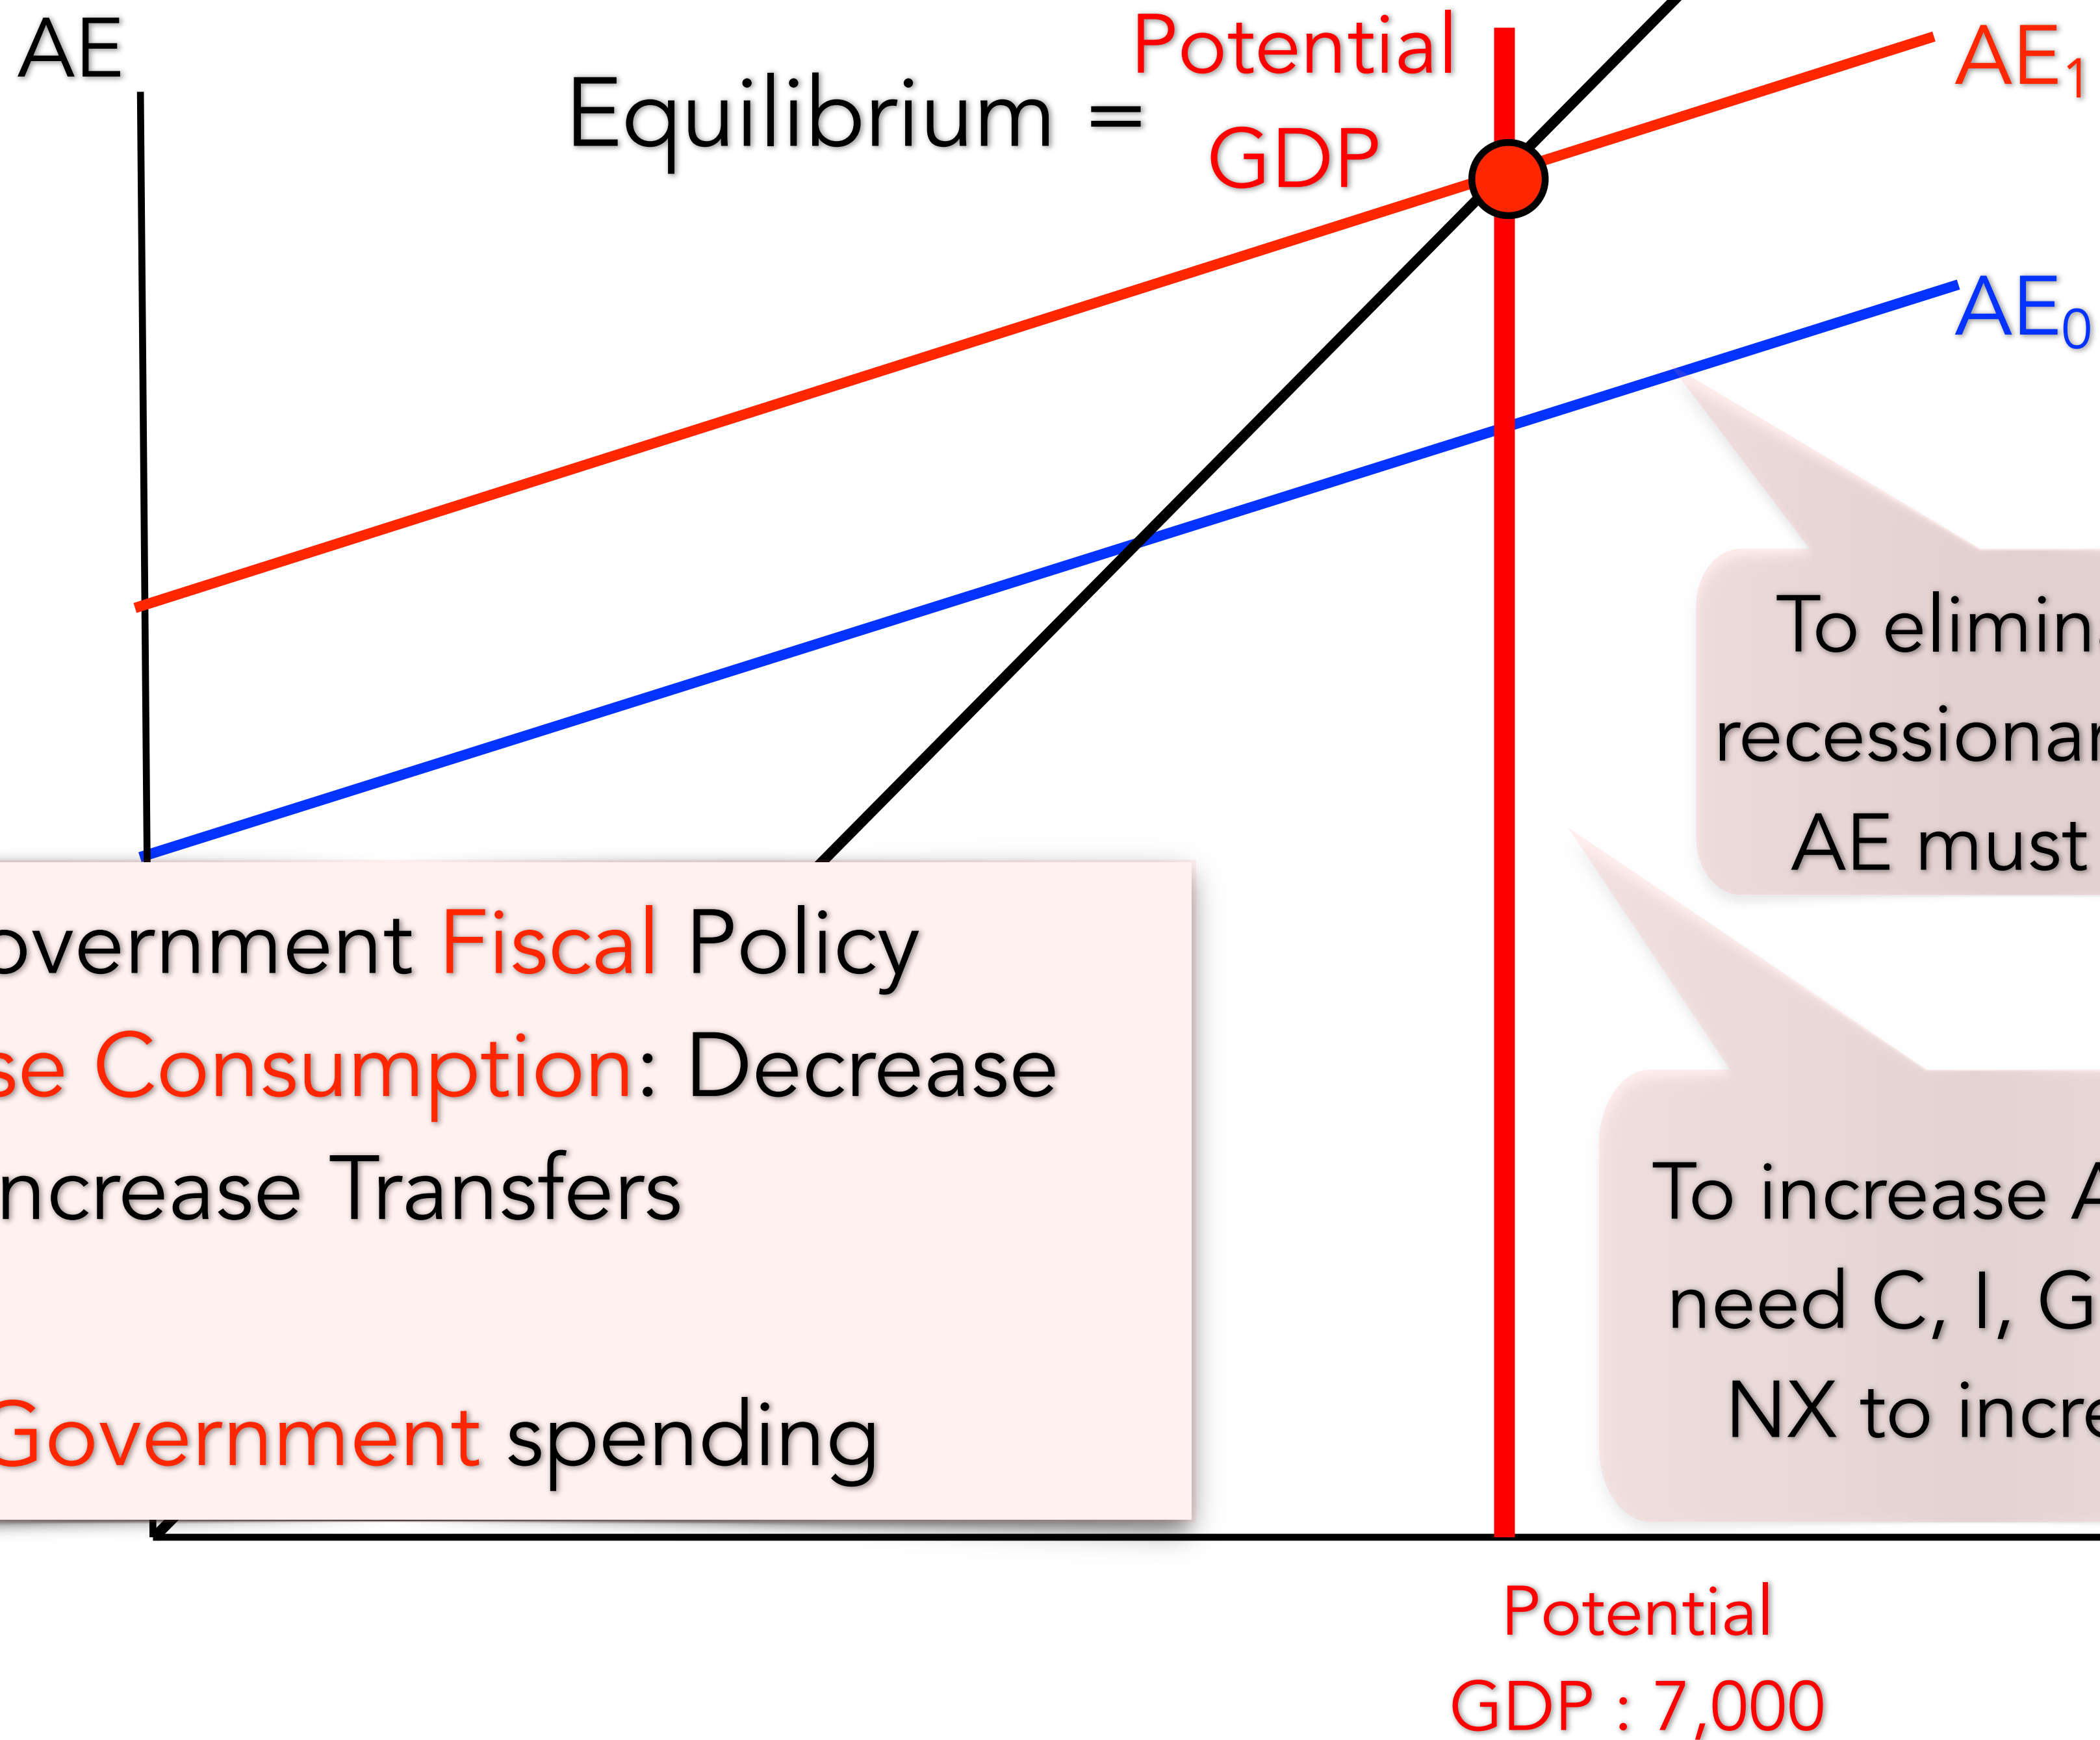 AE
Potential
Equilibrium =
GDP
AE1
AE0
To elimin
recessionar
AE must
overnment Fiscal Policy
se Consumption: Decrease
ncrease Transfers
Government spending
To increase A
need C, I, G
NX to incre
Potential
GDP : 7,000